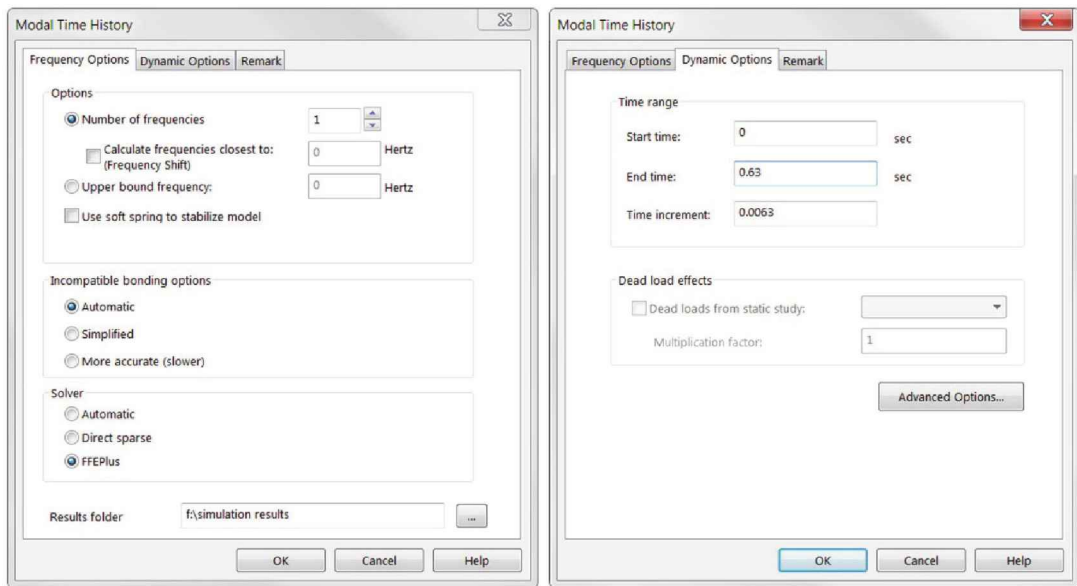 Modal Time History
Frequency Options Dynamic Options Remark
Options
Number of frequencies 1
Calculate frequencies closest to: 0 Hertz
(Frequency Shift)
Upper bound frequency: 0 Hertz
Use soft spring to stabilize model
Incompatible bonding options
Automatic
Simplified
More accurate (slower)
Solver
Automatic
Direct sparse
FFEPlus
Results folder f:\simulation results ...
OK Cancel Help
Modal Time History
Frequency Options Dynamic Options Remark
Time range
Start time: 0 sec
End time: 0.63 sec
Time increment: 0.0063
Dead load effects
Dead loads from static study:
Multiplication factor: 1
Advanced Options...
OK Cancel Help